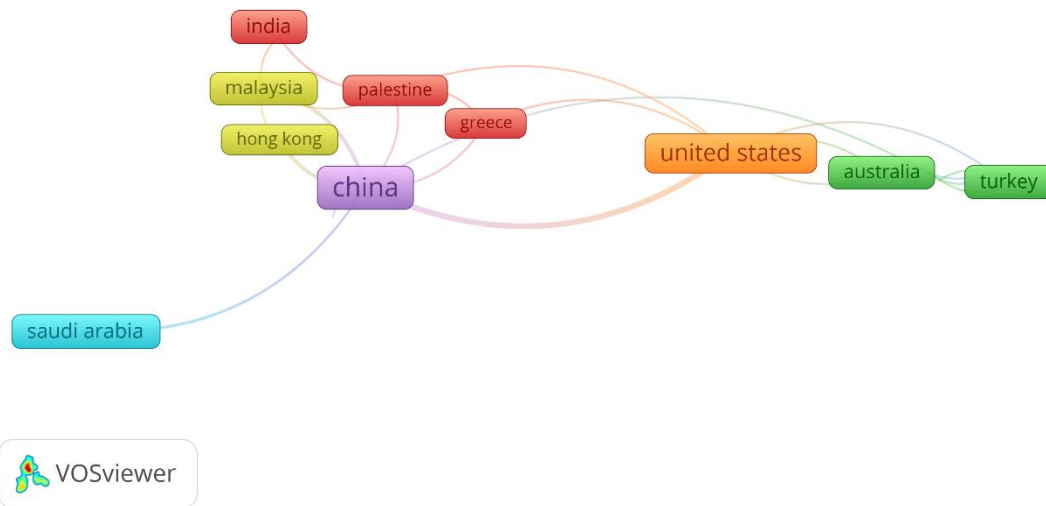 india
malaysia
palestine
greece
hong kong
united states
australia
turkey
china
saudi arabia
VOSviewer